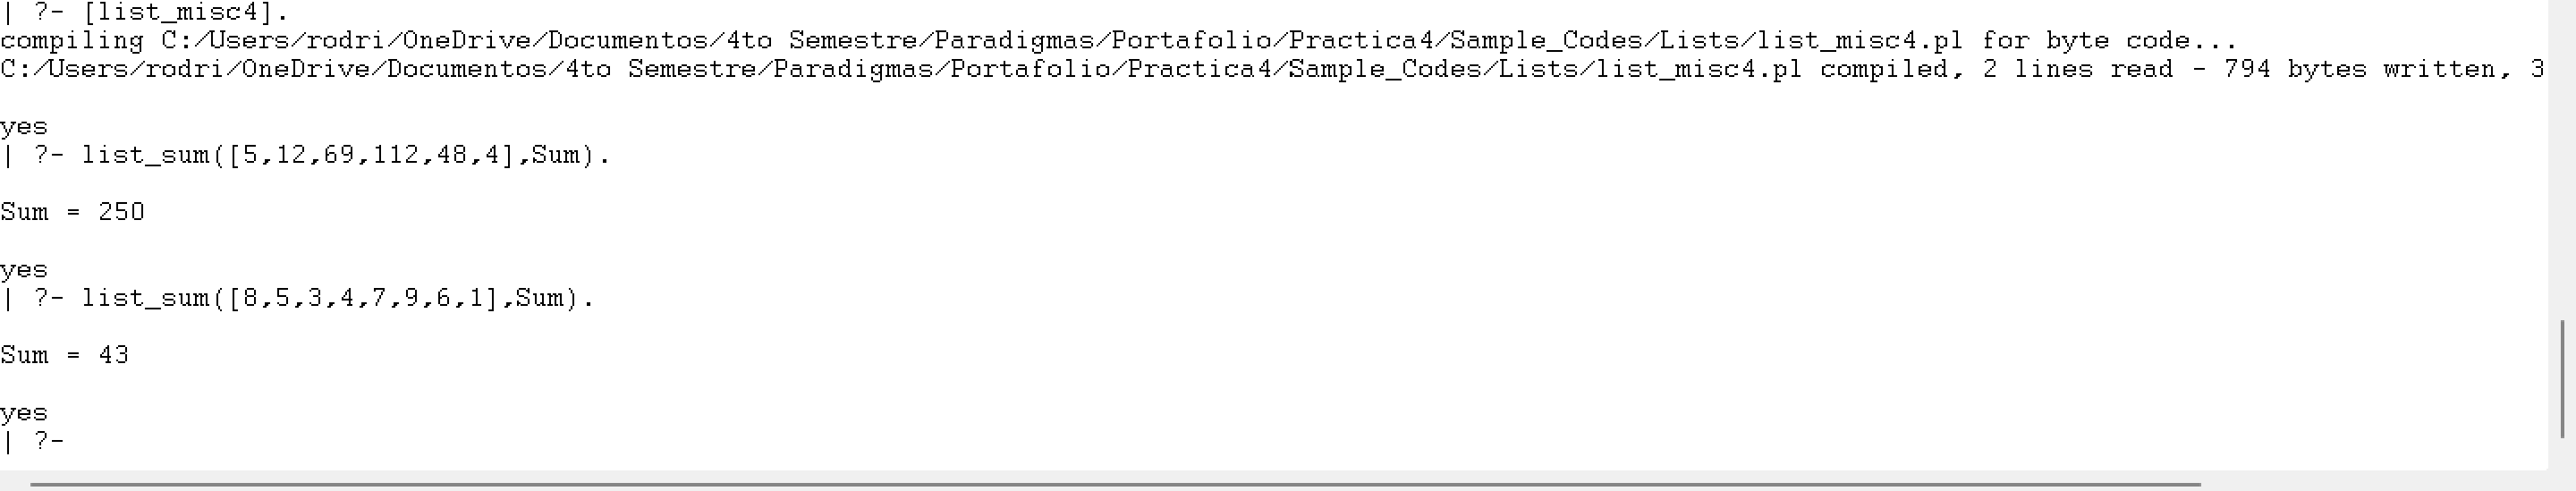 | ?- [list_misc4].
compiling C:/Users/rodri/OneDrive/Documentos/4to Semestre/Paradigmas/Portafolio/Practica4/Sample_Codes/Lists/list_misc4.pl for byte code...
C:/Users/rodri/OneDrive/Documentos/4to Semestre/Paradigmas/Portafolio/Practica4/Sample_Codes/Lists/list_misc4.pl compiled, 2 lines read - 794 bytes written, 3
yes
| ?- list_sum([5,12,69,112,48,4],Sum).
Sum = 250
yes
| ?- list_sum([8,5,3,4,7,9,6,1],Sum).
Sum = 43
yes
| ?-